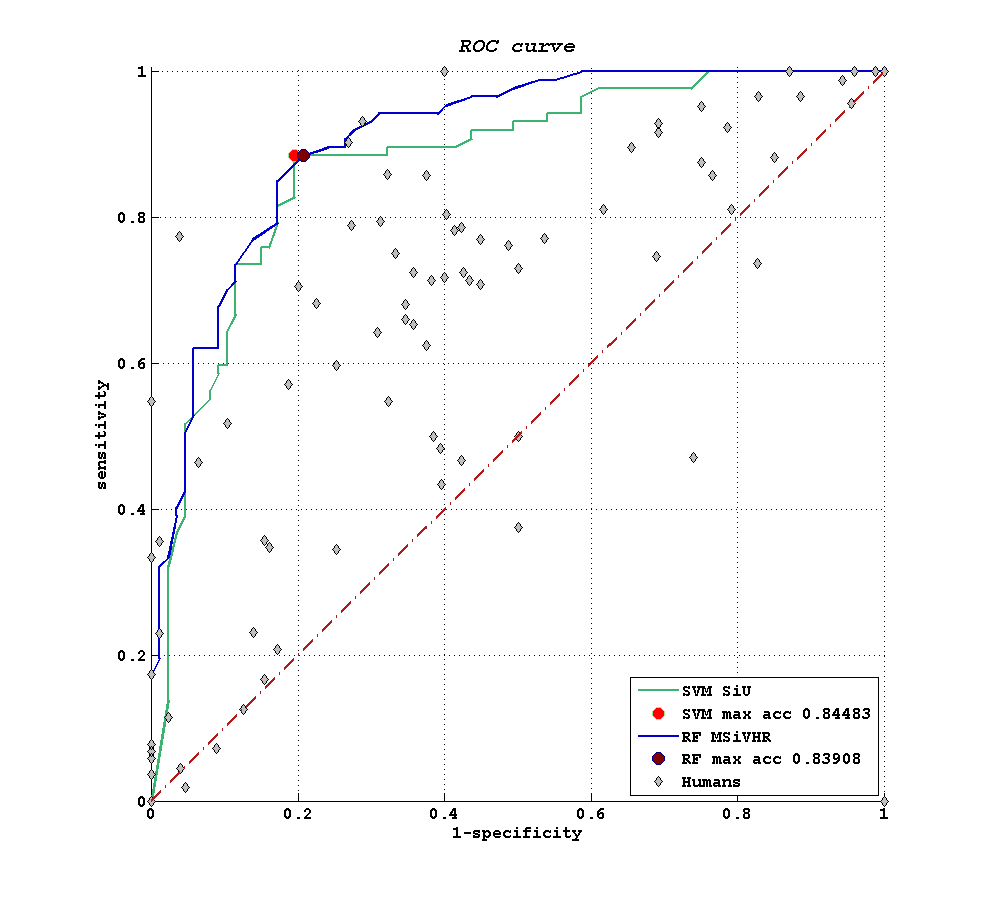 ROC curve
1
0.8
0.6
0.4
0.2
0
sensitivity
0 0.2 0.4 0.6 0.8 1
1-specificity
SVM SiU
SVM max acc 0.84483
RF MSiVHR
RF max acc 0.83908
Humans